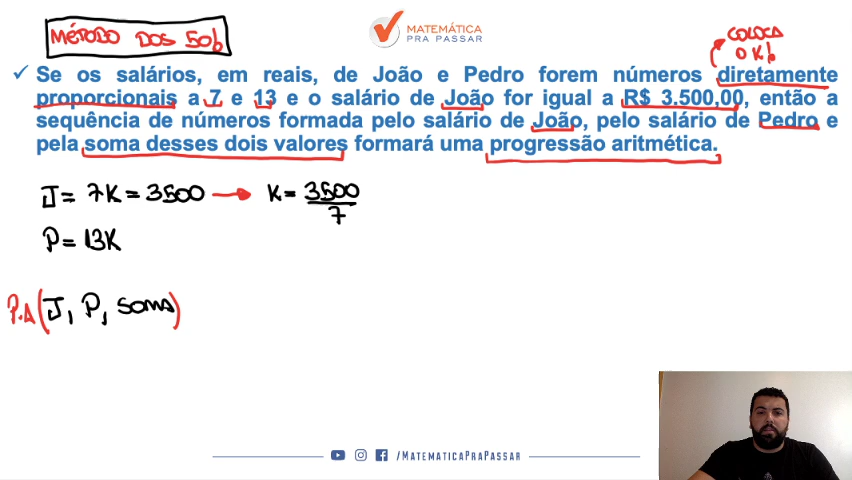 MÉTODO DOS 50%
MATEMÁTICA
PRA PASSAR
COLOCA
O K!
Se os salários, em reais, de João e Pedro forem números diretamente
proporcionais a 7 e 13 e o salário de João for igual a R$ 3.500,00, então a
sequência de números formada pelo salário de João, pelo salário de Pedro e
pela soma desses dois valores formará uma progressão aritmética.
J = 7K = 3500 → K = 3500/7
P = 13K
P.A (J, P, SOMA)
/MATEMATICAPRAPASSAR